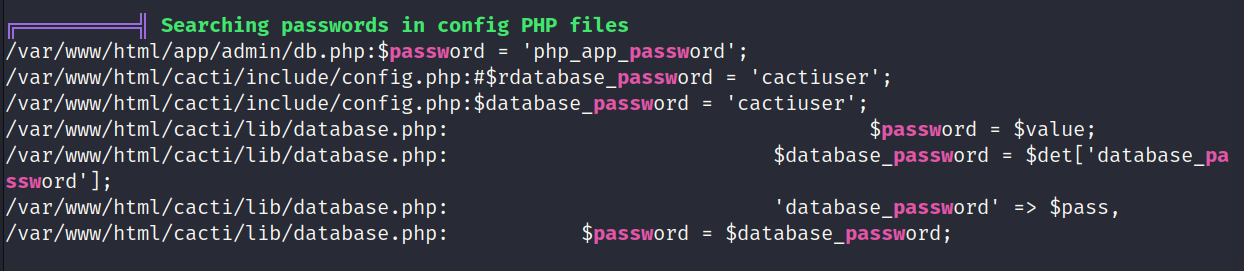 ╔══════════╣ Searching passwords in config PHP files
/var/www/html/app/admin/db.php:$password = 'php_app_password';
/var/www/html/cacti/include/config.php:#$rdatabase_password = 'cactiuser';
/var/www/html/cacti/include/config.php:$database_password = 'cactiuser';
/var/www/html/cacti/lib/database.php:                                   $password = $value;
/var/www/html/cacti/lib/database.php:                           $database_password = $det['database_pa
ssword'];
/var/www/html/cacti/lib/database.php:                           'database_password' => $pass,
/var/www/html/cacti/lib/database.php:           $password = $database_password;